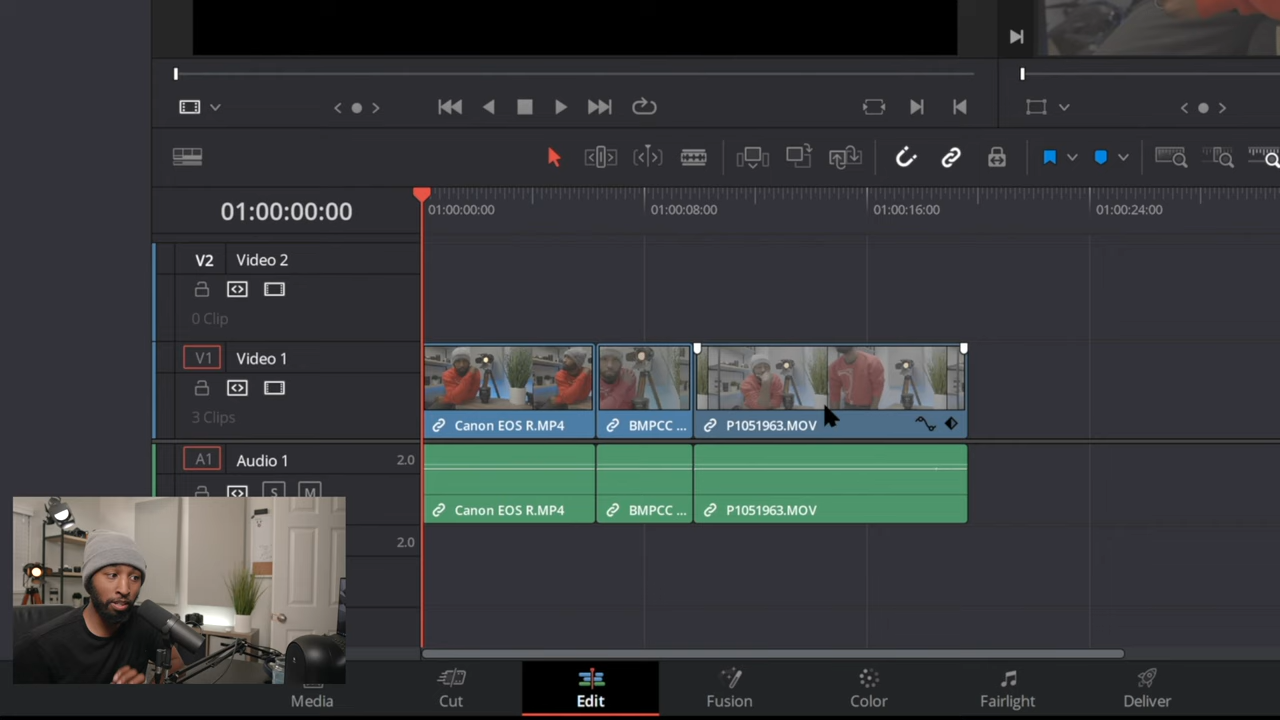 01:00:00:00
01:00:00:00
01:00:08:00
01:00:16:00
01:00:24:00
V2 Video 2
0 Clip
V1 Video 1
3 Clips
Canon EOS R.MP4
BMPCC ...
P1051963.MOV
A1 Audio 1 2.0
S M
Canon EOS R.MP4
BMPCC ...
P1051963.MOV
2.0
Media
Cut
Edit
Fusion
Color
Fairlight
Deliver